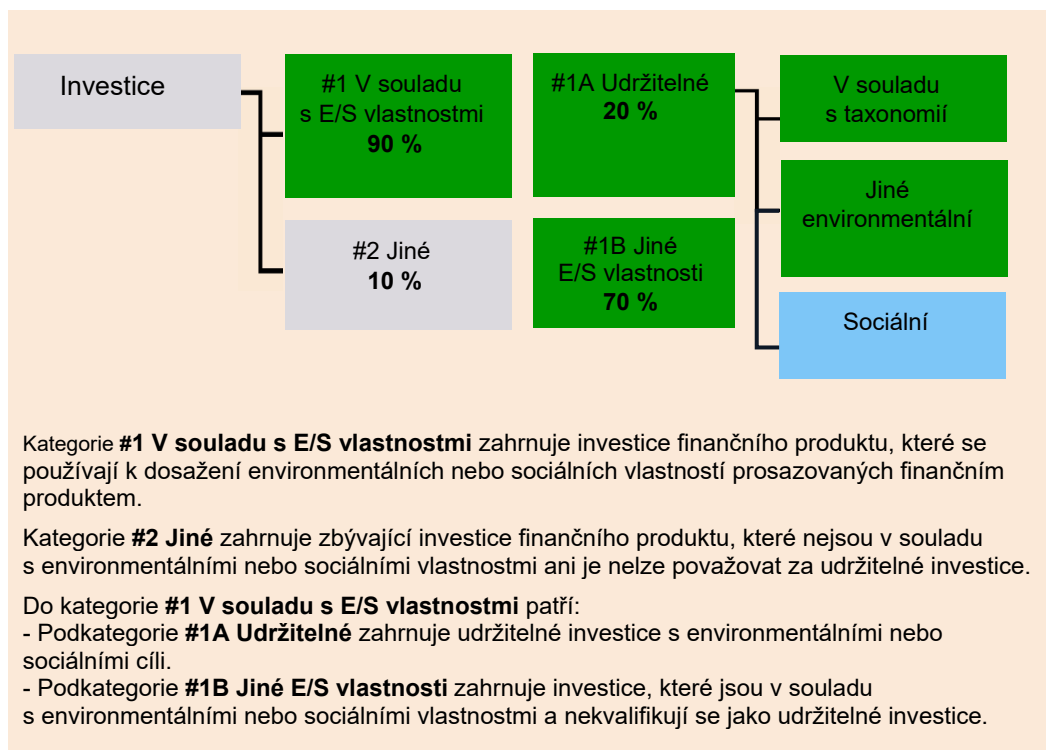 Investice
#1 V souladu
s E/S vlastnostmi
90 %
#2 Jiné
10 %
#1A Udržitelné
20 %
#1B Jiné
E/S vlastnosti
70 %
V souladu
s taxonomií
Jiné
environmentální
Sociální
Kategorie #1 V souladu s E/S vlastnostmi zahrnuje investice finančního produktu, které se
používají k dosažení environmentálních nebo sociálních vlastností prosazovaných finančním
produktem.
Kategorie #2 Jiné zahrnuje zbývající investice finančního produktu, které nejsou v souladu
s environmentálními nebo sociálními vlastnostmi ani je nelze považovat za udržitelné investice.
Do kategorie #1 V souladu s E/S vlastnostmi patří:
- Podkategorie #1A Udržitelné zahrnuje udržitelné investice s environmentálními nebo
sociálními cíli.
- Podkategorie #1B Jiné E/S vlastnosti zahrnuje investice, které jsou v souladu
s environmentálními nebo sociálními vlastnostmi a nekvalifikují se jako udržitelné investice.